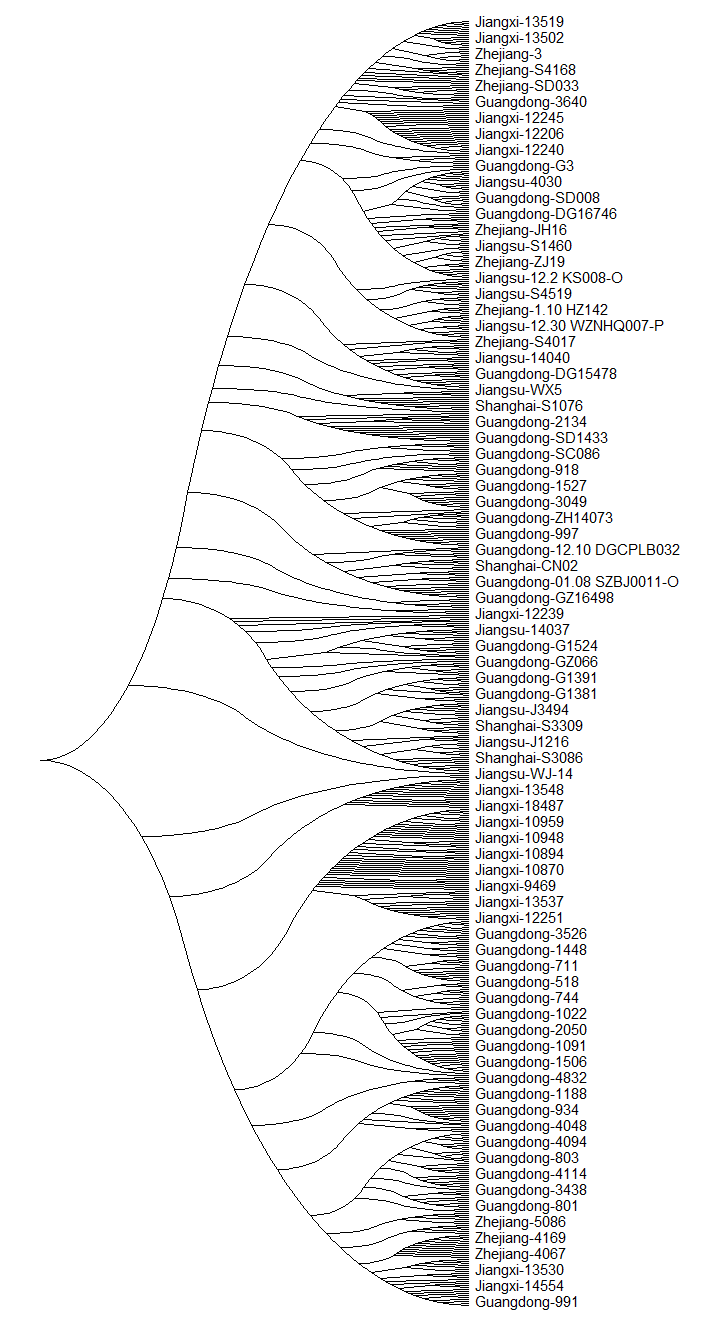 Jiangxi-13519
Jiangxi-13502
Zhejiang-3
Zhejiang-S4168
Zhejiang-SD033
Guangdong-3640
Jiangxi-12245
Jiangxi-12206
Jiangxi-12240
Guangdong-G3
Jiangsu-4030
Guangdong-SD008
Guangdong-DG16746
Zhejiang-JH16
Jiangsu-S1460
Zhejiang-ZJ19
Jiangsu-12.2 KS008-O
Jiangsu-S4519
Zhejiang-1.10 HZ142
Jiangsu-12.30 WZNHQ007-P
Zhejiang-S4017
Jiangsu-14040
Guangdong-DG15478
Jiangsu-WX5
Shanghai-S1076
Guangdong-2134
Guangdong-SD1433
Guangdong-SC086
Guangdong-918
Guangdong-1527
Guangdong-3049
Guangdong-ZH14073
Guangdong-997
Guangdong-12.10 DGCPLB032
Shanghai-CN02
Guangdong-01.08 SZBJ0011-O
Guangdong-GZ16498
Jiangxi-12239
Jiangsu-14037
Guangdong-G1524
Guangdong-GZ066
Guangdong-G1391
Guangdong-G1381
Jiangsu-J3494
Shanghai-S3309
Jiangsu-J1216
Shanghai-S3086
Jiangsu-WJ-14
Jiangxi-13548
Jiangxi-18487
Jiangxi-10959
Jiangxi-10948
Jiangxi-10894
Jiangxi-10870
Jiangxi-9469
Jiangxi-13537
Jiangxi-12251
Guangdong-3526
Guangdong-1448
Guangdong-711
Guangdong-518
Guangdong-744
Guangdong-1022
Guangdong-2050
Guangdong-1091
Guangdong-1506
Guangdong-4832
Guangdong-1188
Guangdong-934
Guangdong-4048
Guangdong-4094
Guangdong-803
Guangdong-4114
Guangdong-3438
Guangdong-801
Zhejiang-5086
Zhejiang-4169
Zhejiang-4067
Jiangxi-13530
Jiangxi-14554
Guangdong-991